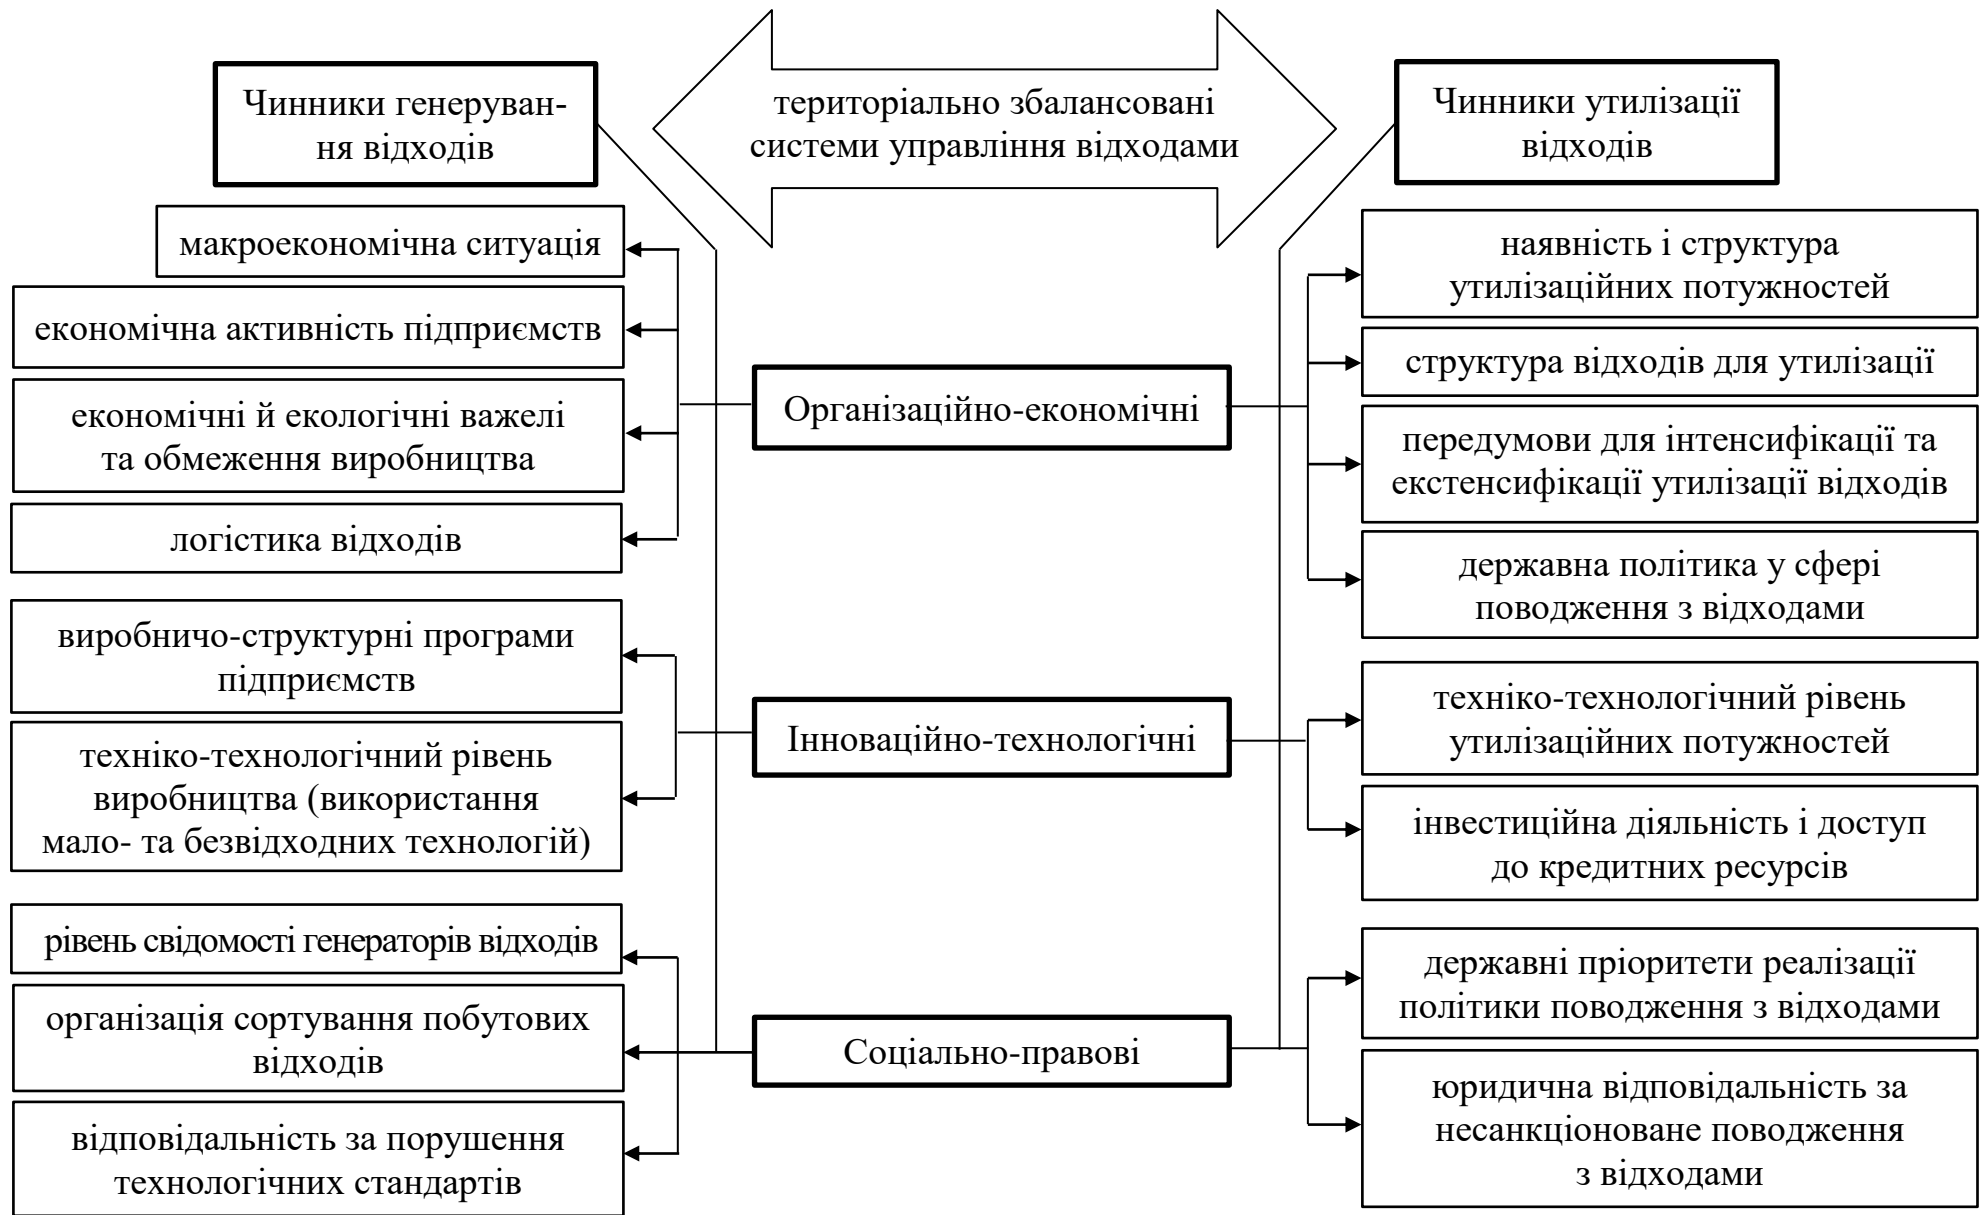 Чинники генеруван-
ня відходів
територіально збалансовані
системи управління відходами
Чинники утилізації
відходів
макроекономічна ситуація
економічна активність підприємств
економічні й екологічні важелі
та обмеження виробництва
логістика відходів
Організаційно-економічні
наявність і структура
утилізаційних потужностей
структура відходів для утилізації
передумови для інтенсифікації та
екстенсифікації утилізації відходів
державна політика у сфері
поводження з відходами
виробничо-структурні програми
підприємств
техніко-технологічний рівень
виробництва (використання
мало- та безвідходних технологій)
Інноваційно-технологічні
техніко-технологічний рівень
утилізаційних потужностей
інвестиційна діяльність і доступ
до кредитних ресурсів
рівень свідомості генераторів відходів
організація сортування побутових
відходів
відповідальність за порушення
технологічних стандартів
Соціально-правові
державні пріоритети реалізації
політики поводження з відходами
юридична відповідальність за
несанкціоноване поводження
з відходами